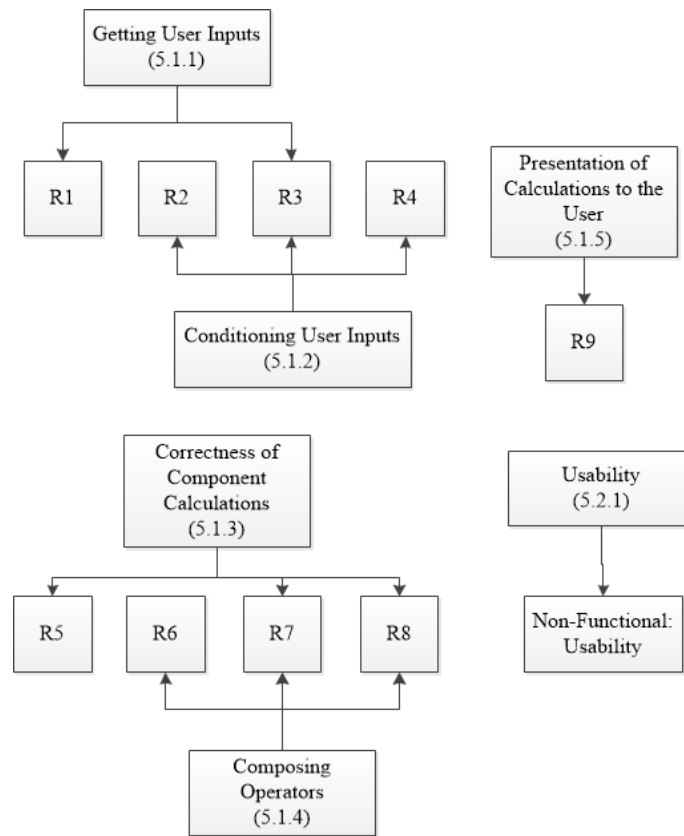 Getting User Inputs
(5.1.1)
R1
R2
R3
R4
Presentation of
Calculations to the
User
(5.1.5)
Conditioning User Inputs
(5.1.2)
R9
Correctness of
Component
Calculations
(5.1.3)
Usability
(5.2.1)
R5
R6
R7
R8
Non-Functional:
Usability
Composing
Operators
(5.1.4)